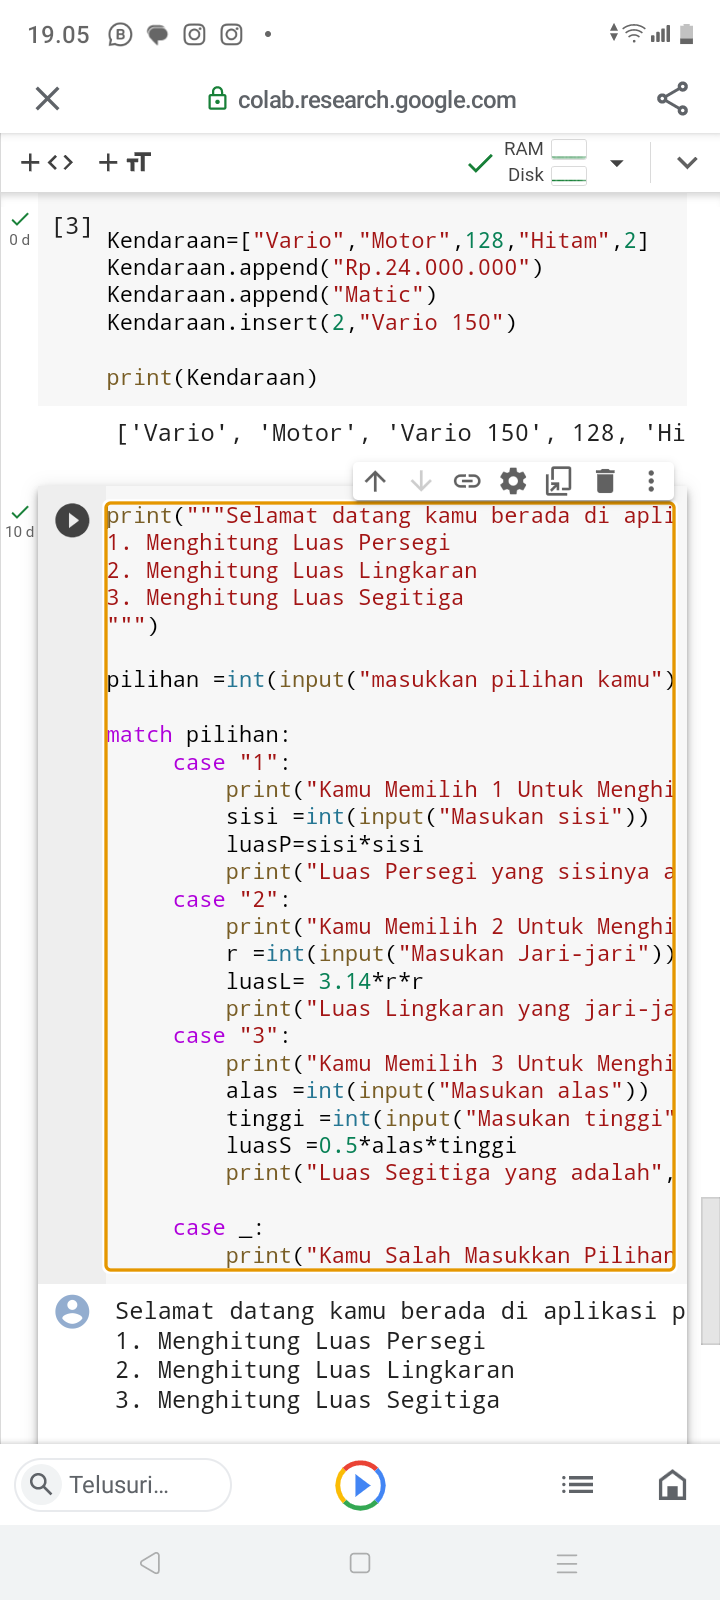 19.05
colab.research.google.com
RAM
Disk
[3]
0 d
Kendaraan=["Vario","Motor",128,"Hitam",2]
Kendaraan.append("Rp.24.000.000")
Kendaraan.append("Matic")
Kendaraan.insert(2,"Vario 150")
print(Kendaraan)
['Vario', 'Motor', 'Vario 150', 128, 'Hi
10 d
print("""Selamat datang kamu berada di apli
1. Menghitung Luas Persegi
2. Menghitung Luas Lingkaran
3. Menghitung Luas Segitiga
""")
pilihan =int(input("masukkan pilihan kamu")
match pilihan:
case "1":
print("Kamu Memilih 1 Untuk Menghi
sisi =int(input("Masukan sisi"))
luasP=sisi*sisi
print("Luas Persegi yang sisinya a
case "2":
print("Kamu Memilih 2 Untuk Menghi
r =int(input("Masukan Jari-jari"))
luasL= 3.14*r*r
print("Luas Lingkaran yang jari-ja
case "3":
print("Kamu Memilih 3 Untuk Menghi
alas =int(input("Masukan alas"))
tinggi =int(input("Masukan tinggi"
luasS =0.5*alas*tinggi
print("Luas Segitiga yang adalah",
case _:
print("Kamu Salah Masukkan Pilihan
Selamat datang kamu berada di aplikasi p
1. Menghitung Luas Persegi
2. Menghitung Luas Lingkaran
3. Menghitung Luas Segitiga
Telusuri...